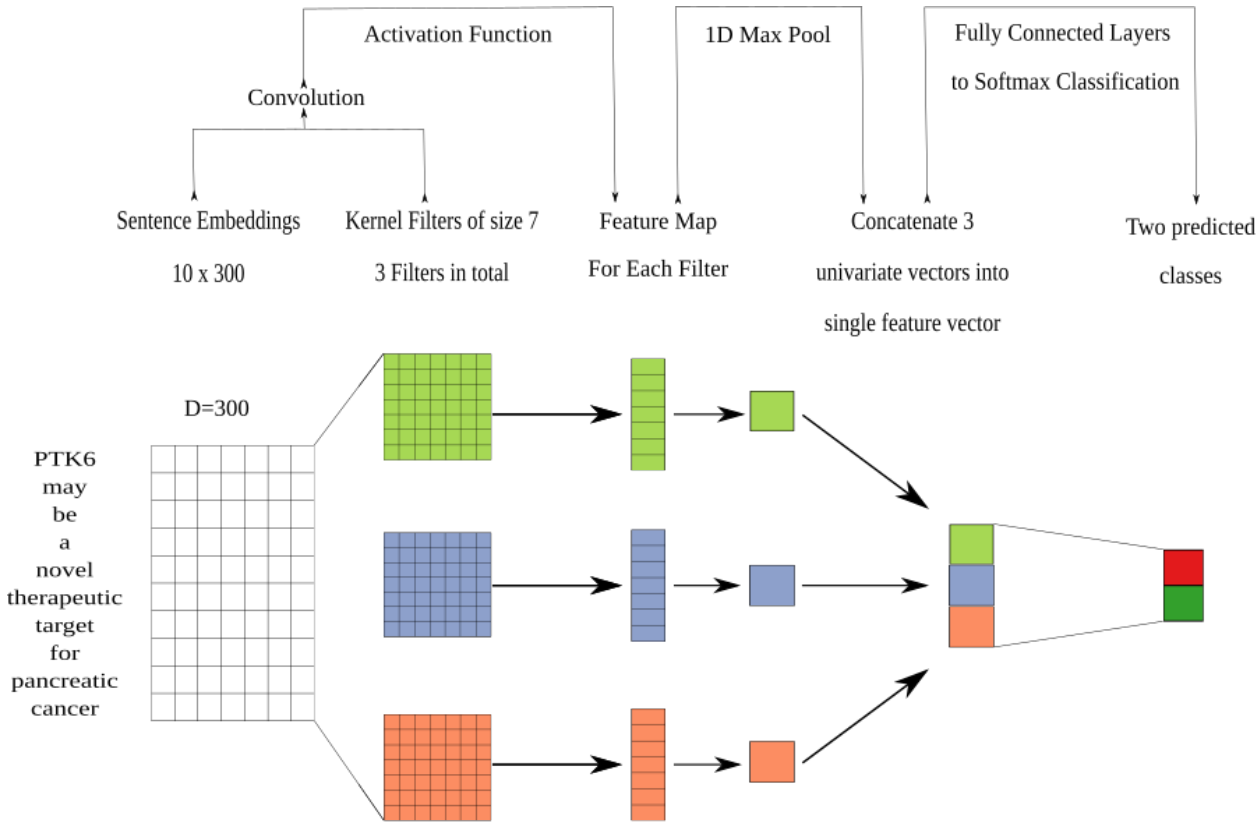 Activation Function
1D Max Pool
Fully Connected Layers
to Softmax Classification
Convolution
Sentence Embeddings
10 x 300
Kernel Filters of size 7
3 Filters in total
Feature Map
For Each Filter
Concatenate 3
univariate vectors into
single feature vector
Two predicted
classes
D=300
PTK6
may
be
a
novel
therapeutic
target
for
pancreatic
cancer